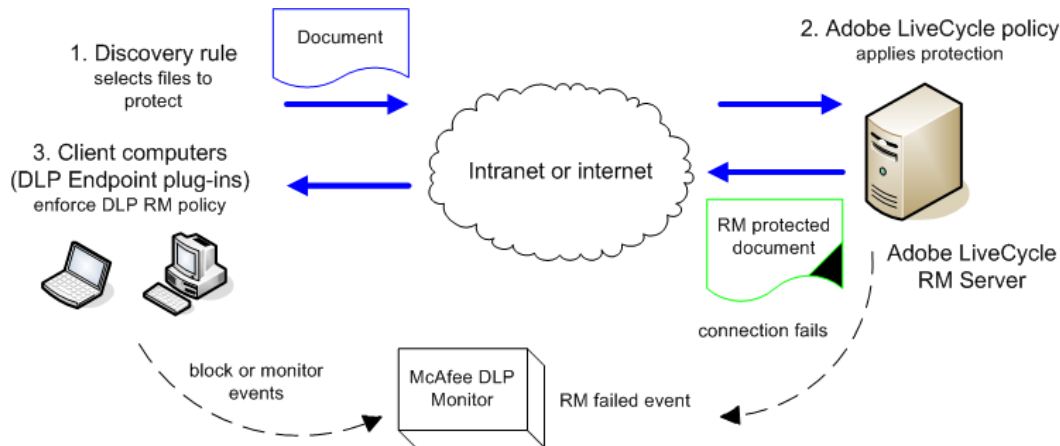 1. Discovery rule
selects files to
protect
Document
2. Adobe LiveCycle policy
applies protection
3. Client computers
(DLP Endpoint plug-ins)
enforce DLP RM policy
Intranet or internet
RM protected
document
Adobe LiveCycle
RM Server
connection fails
block or monitor
events
McAfee DLP
Monitor
RM failed event